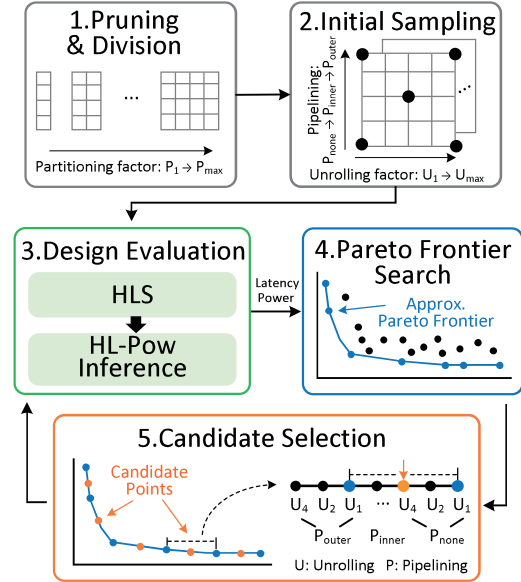 1.Pruning
& Division
...
Partitioning factor: P1 → Pmax
2.Initial Sampling
Pipelining:
Pnone → Pinner → Pouter
...
Unrolling factor: U1 → Umax
3.Design Evaluation
HLS
HL-Pow
Inference
Latency
Power
4.Pareto Frontier
Search
Approx.
Pareto Frontier
5.Candidate Selection
Candidate
Points
U4 U2 U1 ... U4 U2 U1
Pouter Pinner Pnone
U: Unrolling P: Pipelining